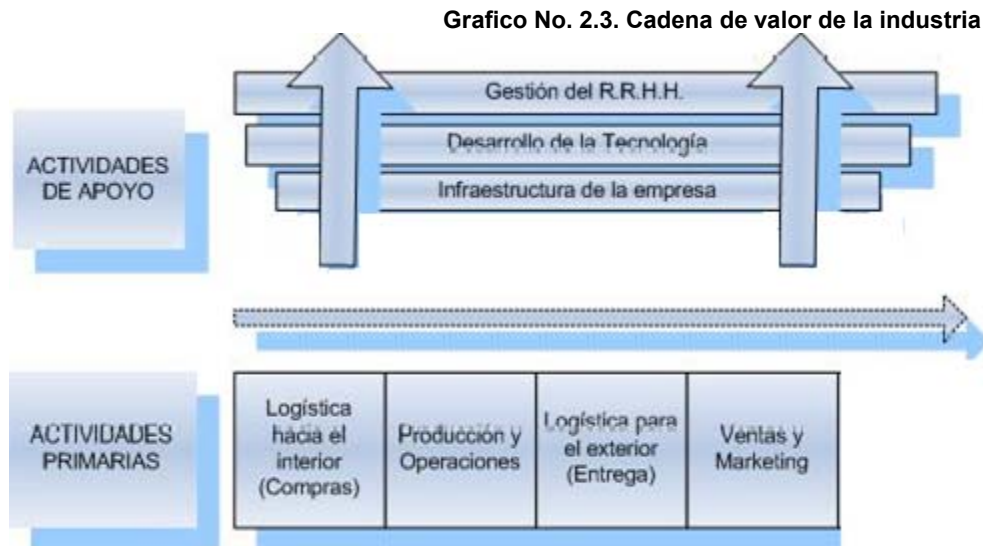 Grafico No. 2.3. Cadena de valor de la industria
Gestión del R.R.H.H.
Desarrollo de la Tecnología
Infraestructura de la empresa
ACTIVIDADES
DE APOYO
ACTIVIDADES
PRIMARIAS
Logística
hacia el
interior
(Compras)
Producción y
Operaciones
Logística para
el exterior
(Entrega)
Ventas y
Marketing